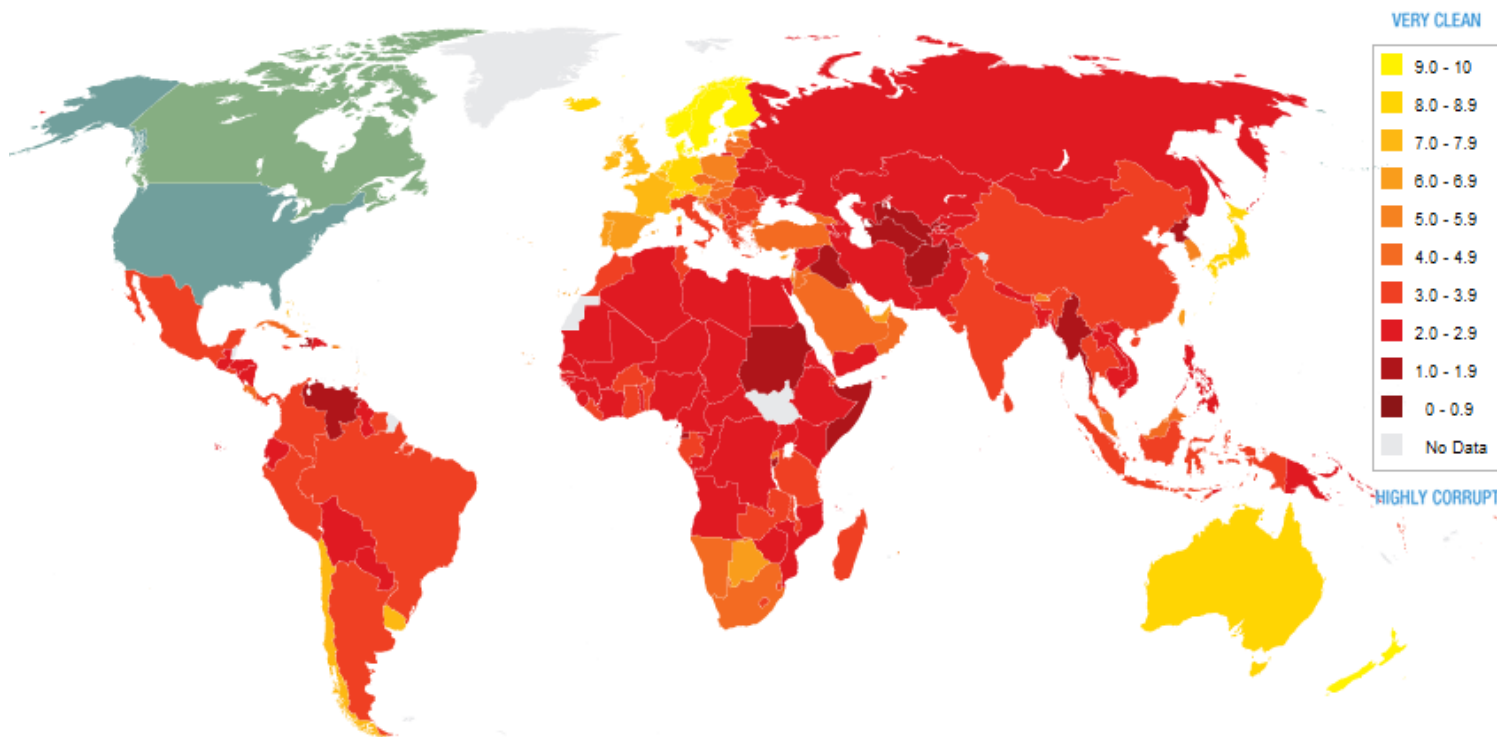 VERY CLEAN
9.0 - 10
8.0 - 8.9
7.0 - 7.9
6.0 - 6.9
5.0 - 5.9
4.0 - 4.9
3.0 - 3.9
2.0 - 2.9
1.0 - 1.9
0 - 0.9
No Data
HIGHLY CORRUPT